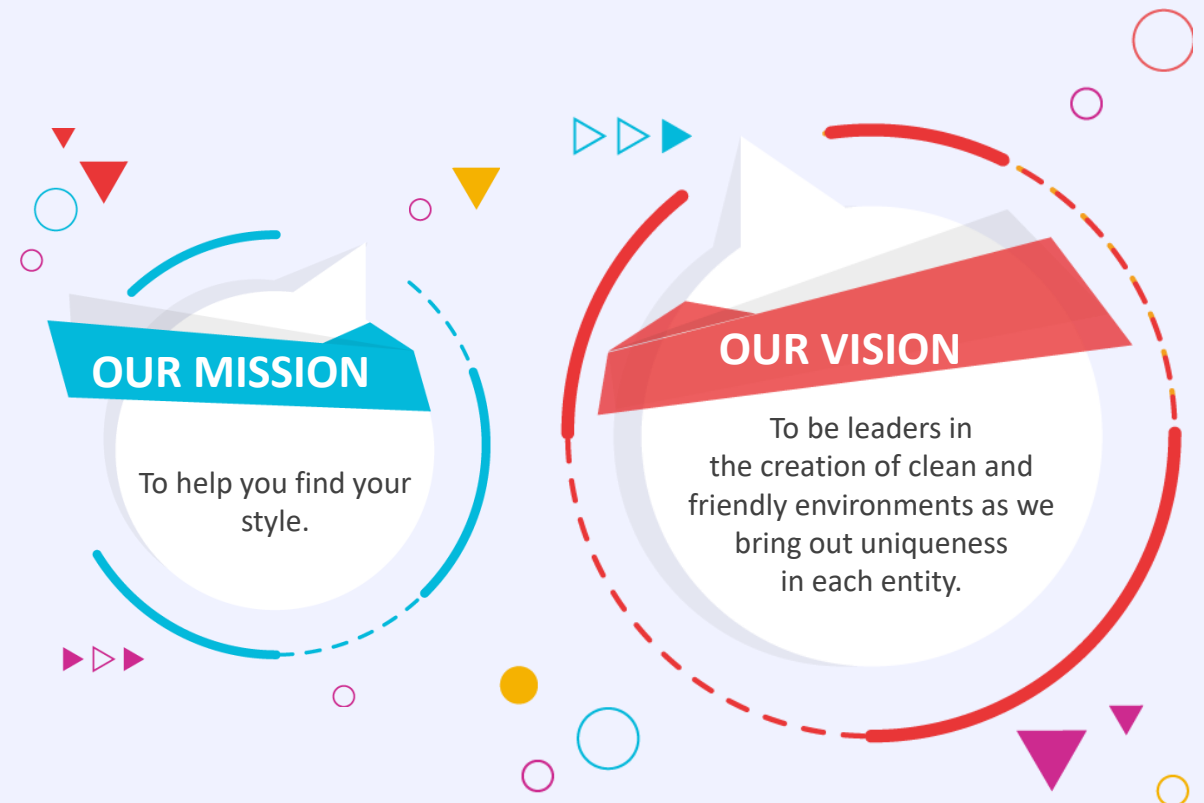 OUR MISSION
To help you find your
style.
OUR VISION
To be leaders in
the creation of clean and
friendly environments as we
bring out uniqueness
in each entity.